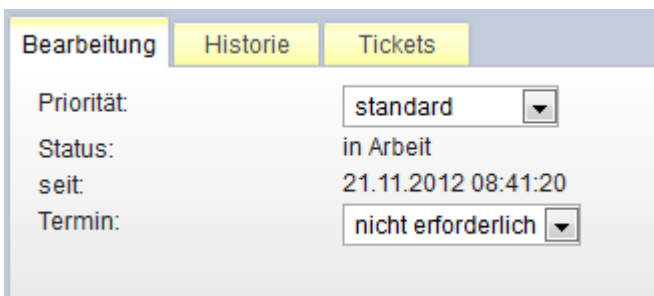 Bearbeitung Historie Tickets
Priorität: standard
Status: in Arbeit
seit: 21.11.2012 08:41:20
Termin: nicht erforderlich